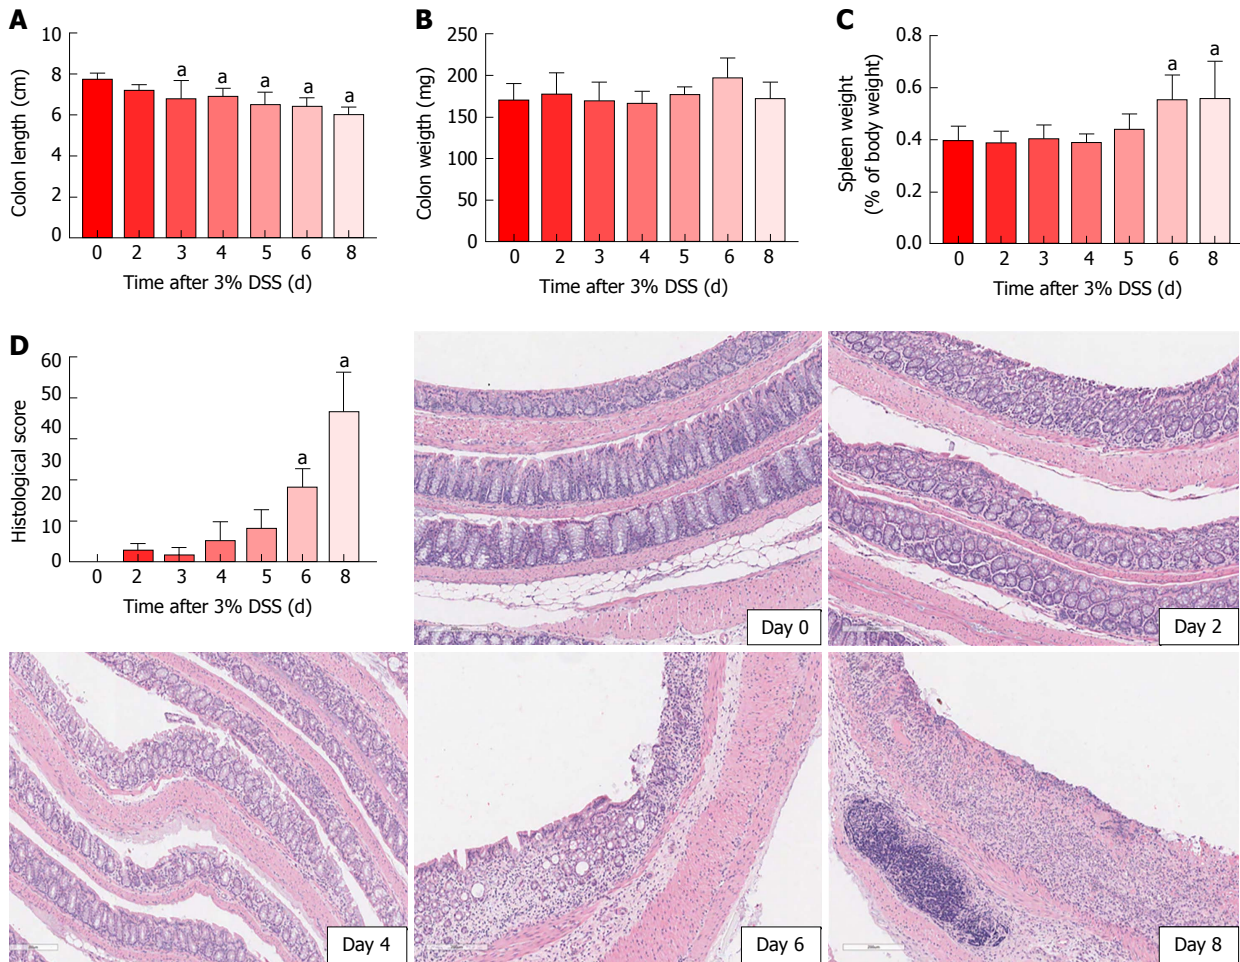 A
10
8
6
4
2
0
Colon length (cm)
a
a
a
a
a
0 2 3 4 5 6 8
Time after 3% DSS (d)
B
250
200
150
100
50
0
Colon weigth (mg)
0 2 3 4 5 6 8
Time after 3% DSS (d)
C
0.8
0.6
0.4
0.2
0.0
Spleen weight
(% of body weight)
a
a
0 2 3 4 5 6 8
Time after 3% DSS (d)
D
60
50
40
30
20
10
0
Histological score
a
a
0 2 3 4 5 6 8
Time after 3% DSS (d)
Day 0
Day 2
Day 4
Day 6
200μm
Day 8